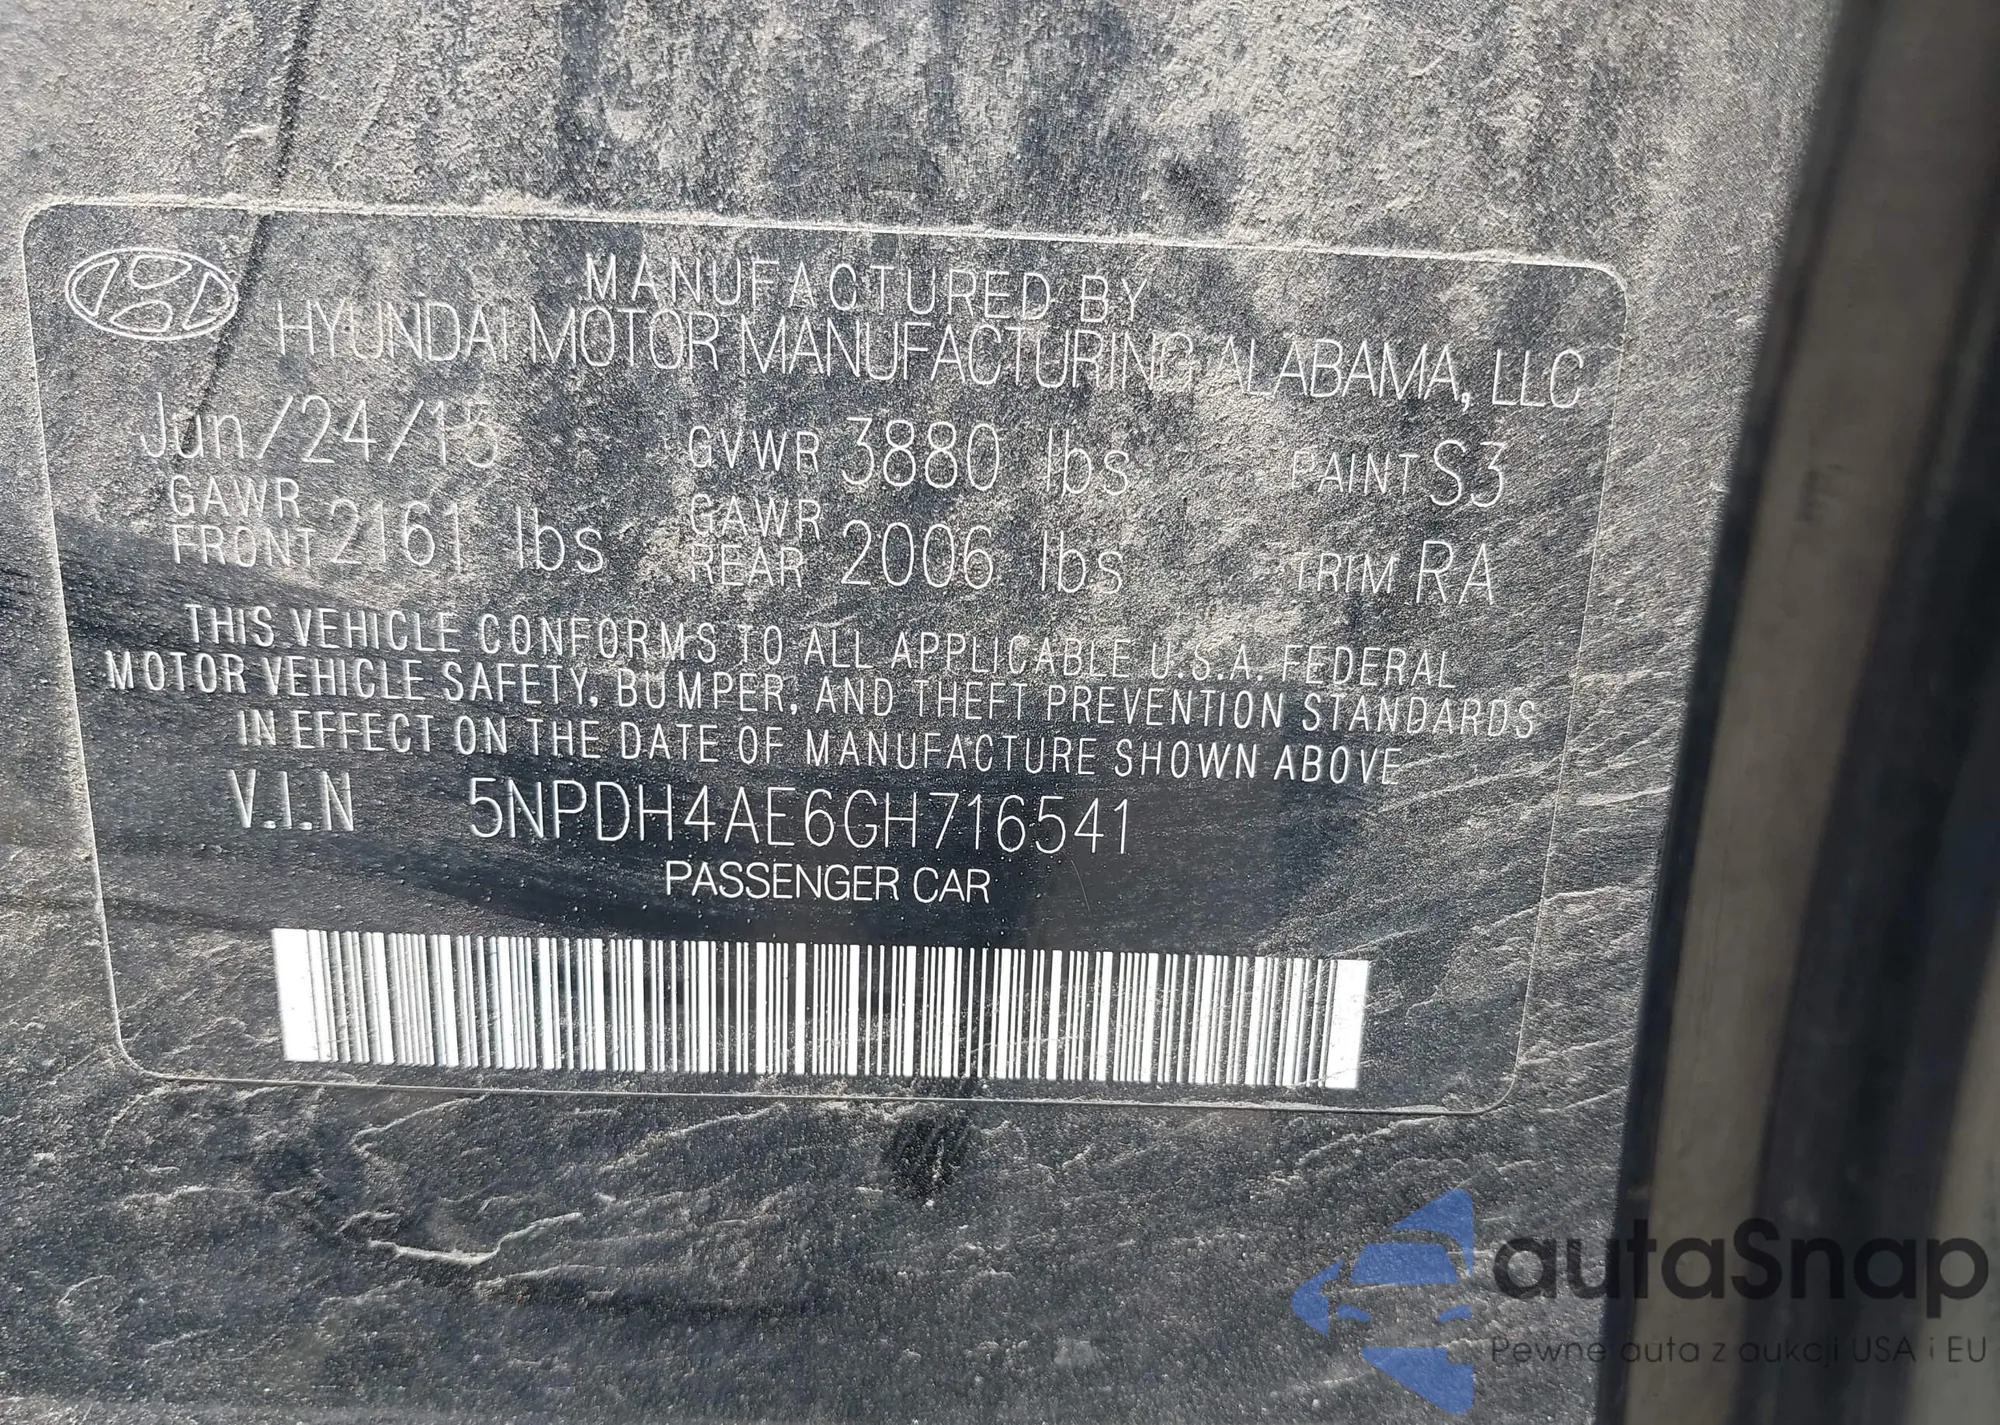 MANUFACTURED BY
HYUNDAI MOTOR MANUFACTURING ALABAMA, LLC
Jun/24/15 GVWR 3880 lbs PAINT S3
GAWR FRONT 2161 lbs GAWR REAR 2006 lbs TRIM RA
THIS VEHICLE CONFORMS TO ALL APPLICABLE U.S.A. FEDERAL
MOTOR VEHICLE SAFETY, BUMPER, AND THEFT PREVENTION STANDARDS
IN EFFECT ON THE DATE OF MANUFACTURE SHOWN ABOVE
V.I.N 5NPDH4AE6GH716541
PASSENGER CAR
autaSnap
Pewne auta z aukcji USA i EU